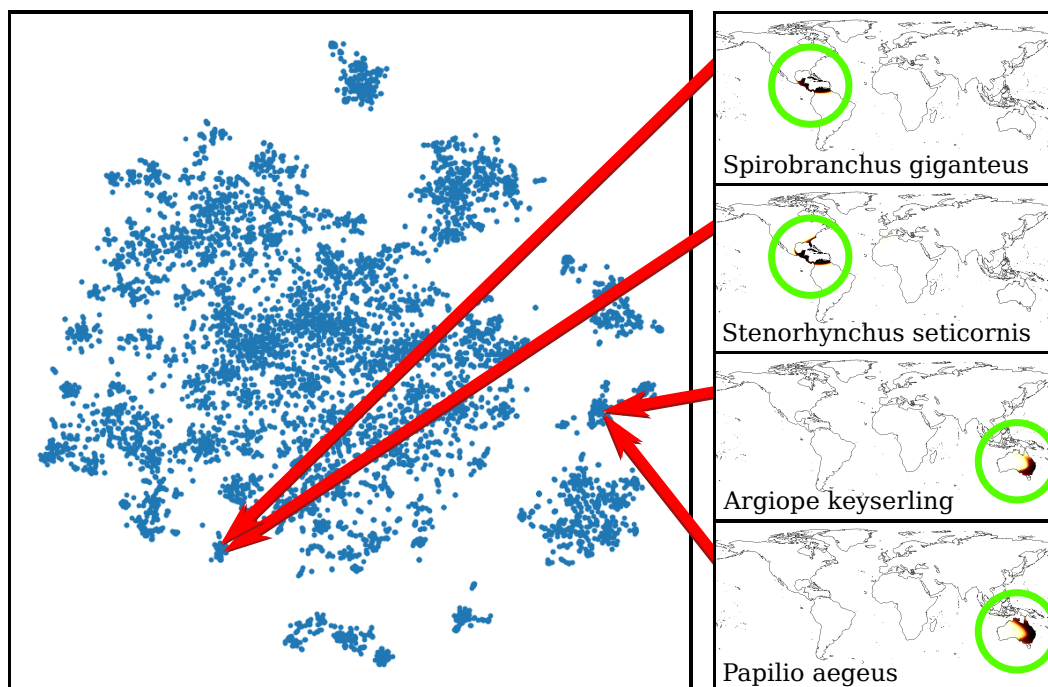 Spirobranchus giganteus
Stenorhynchus seticornis
Argiope keyserling
Papilio aegeus